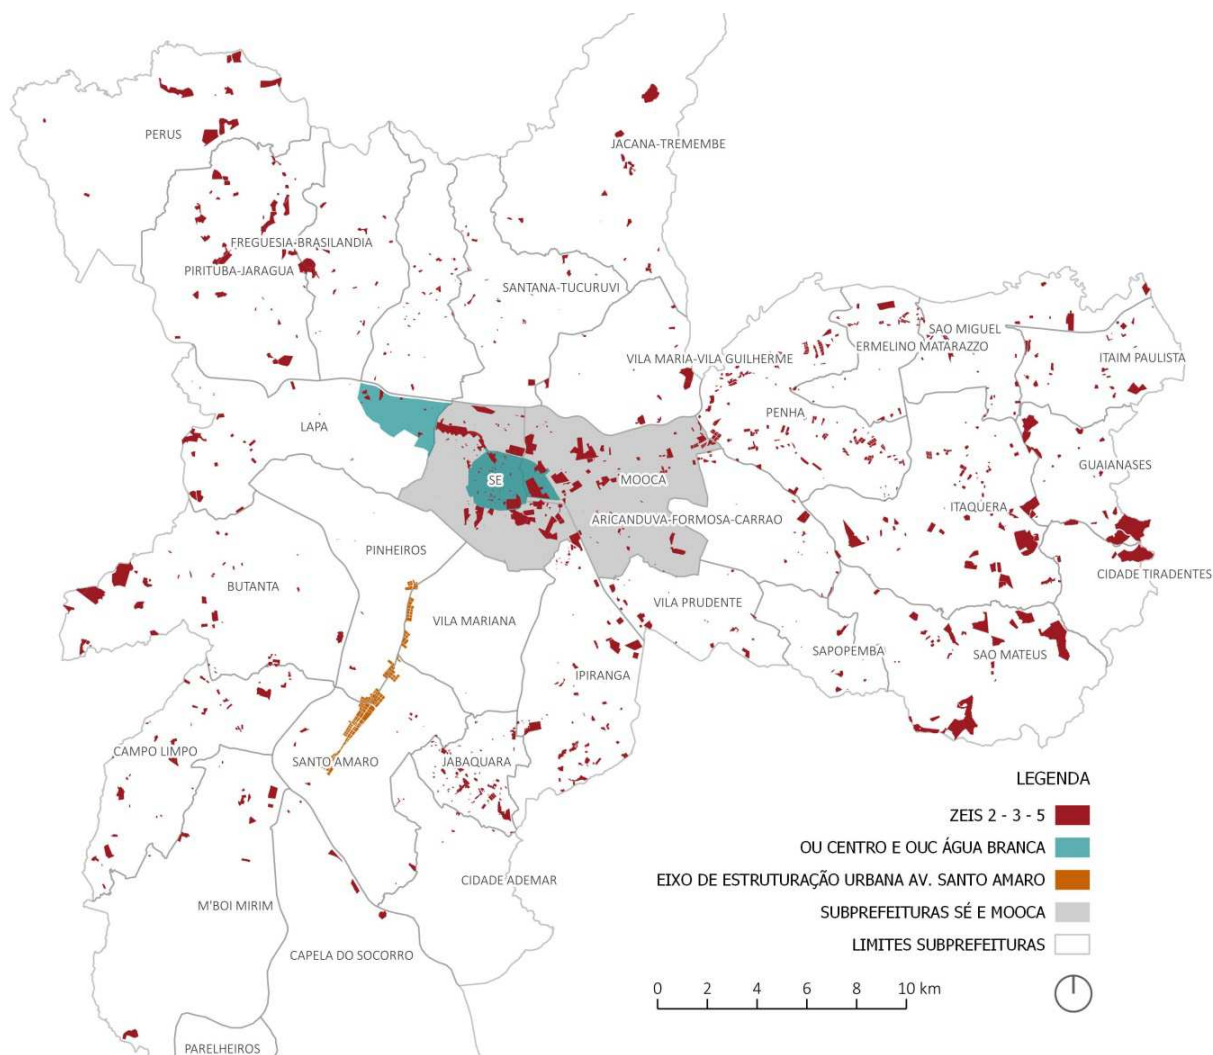 PERUS
JACANA-TREMEMBE
FREGUESIA-BRASILANDIA
PIRITUBA-JARAGUA
SANTANA-TUCURUVI
SAO MIGUEL
ERMELINO MATARAZZO
VILA MARIA-VILA GUILHERME
ITAIM PAULISTA
PENHA
LAPA
GUAIANASES
SE
MOOCA
ITAQUERA
ARICANDUVA-FORMOSA-CARRAO
PINHEIROS
CIDADE TIRADENTES
BUTANTA
VILA PRUDENTE
VILA MARIANA
SAPOPEMBA
SAO MATEUS
IPIRANGA
CAMPO LIMPO
SANTO AMARO
JABAQUARA
CIDADE ADEMAR
M'BOI MIRIM
CAPELA DO SOCORRO
PARELHEIROS
LEGENDA
ZEIS 2 - 3 - 5
OU CENTRO E OUC ÁGUA BRANCA
EIXO DE ESTRUTURAÇÃO URBANA AV. SANTO AMARO
SUBPREFEITURAS SÉ E MOOCA
LIMITES SUBPREFEITURAS
0 2 4 6 8 10 km